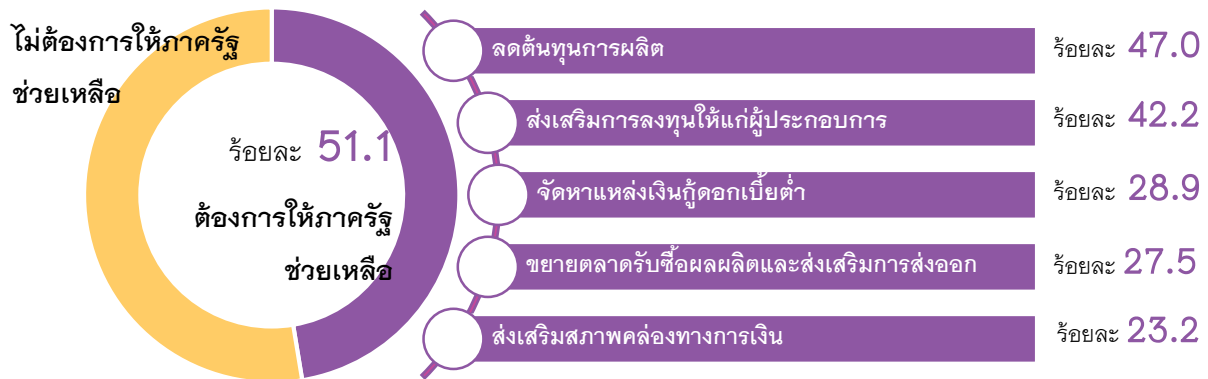 ไม่ต้องการให้ภาครัฐ
ช่วยเหลือ
ร้อยละ 51.1
ต้องการให้ภาครัฐ
ช่วยเหลือ
ลดต้นทุนการผลิต ร้อยละ 47.0
ส่งเสริมการลงทุนให้แก่ผู้ประกอบการ ร้อยละ 42.2
จัดหาแหล่งเงินกู้ดอกเบี้ยต่ำ ร้อยละ 28.9
ขยายตลาดรับซื้อผลผลิตและส่งเสริมการส่งออก ร้อยละ 27.5
ส่งเสริมสภาพคล่องทางการเงิน ร้อยละ 23.2